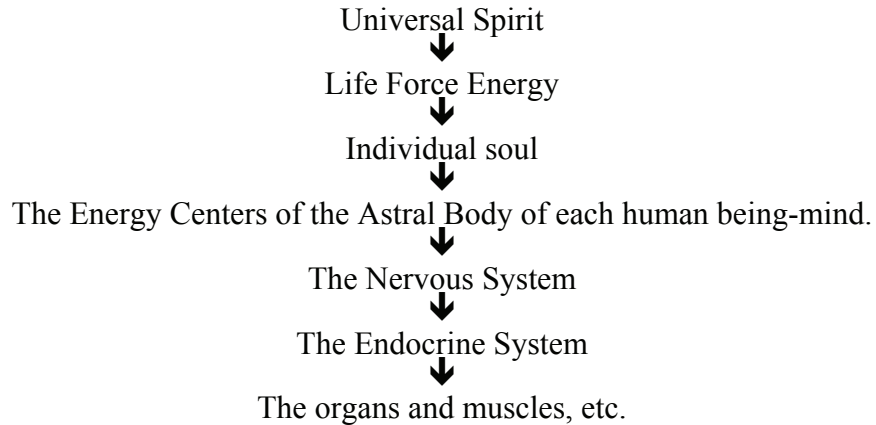 Universal Spirit
Life Force Energy
Individual soul
The Energy Centers of the Astral Body of each human being-mind.
The Nervous System
The Endocrine System
The organs and muscles, etc.